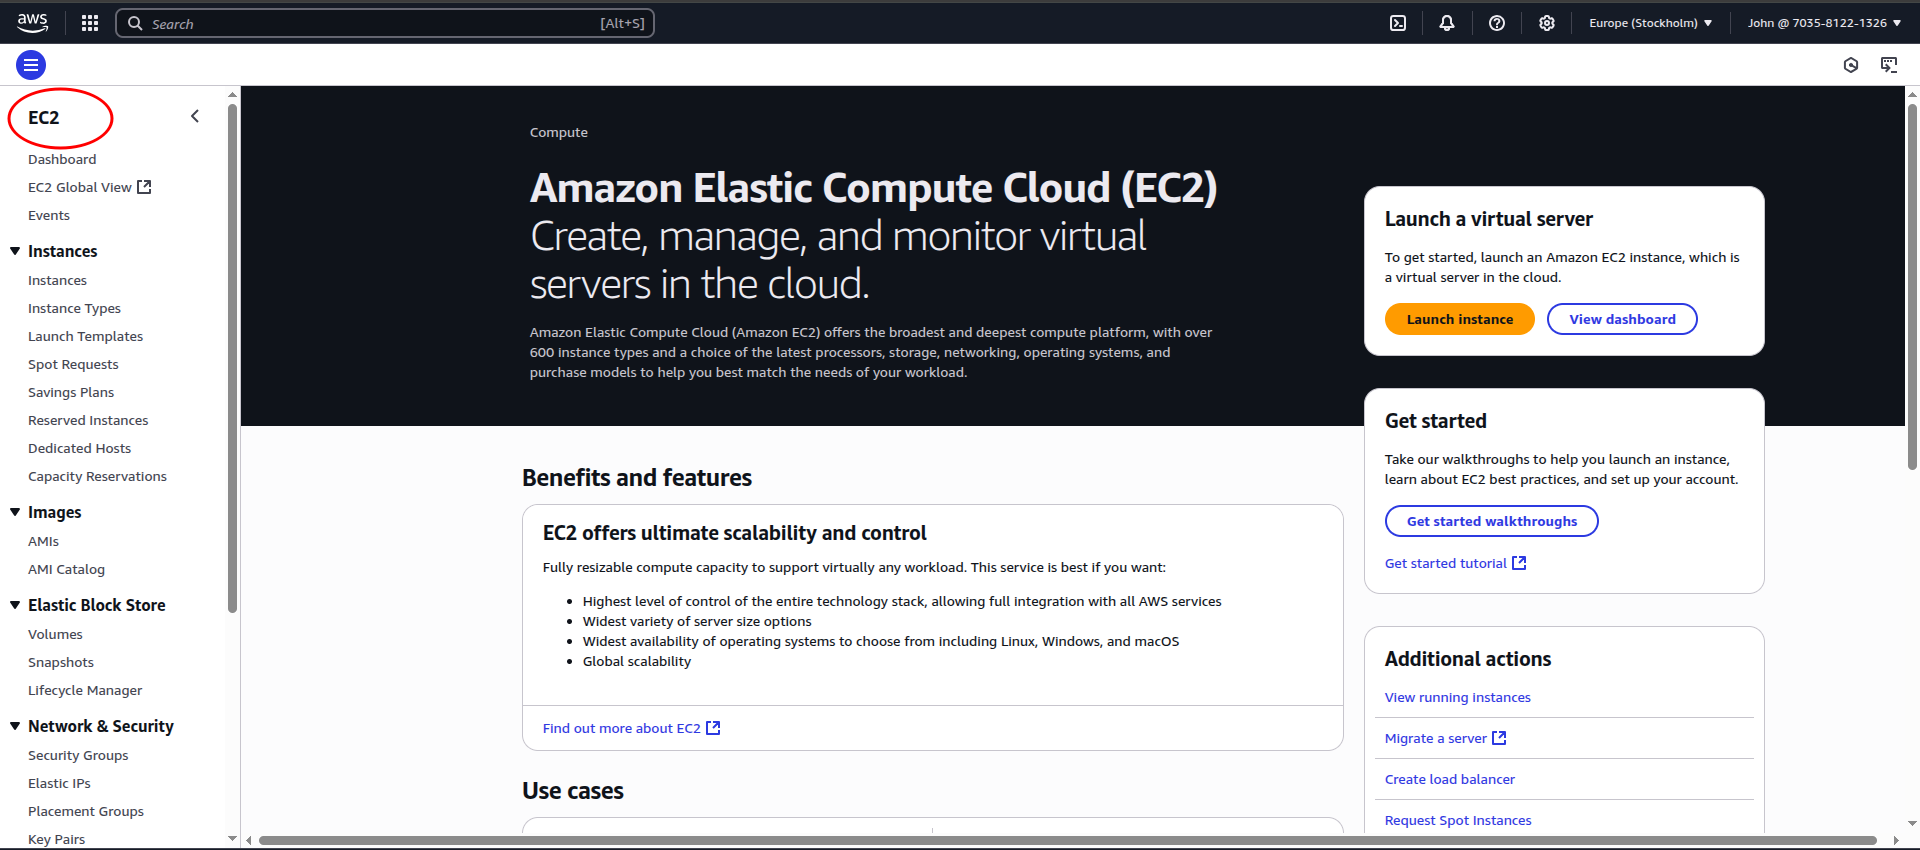 aws
Search [Alt+S]
Europe (Stockholm)
John @ 7035-8122-1326
EC2
Dashboard
EC2 Global View
Events
Instances
Instances
Instance Types
Launch Templates
Spot Requests
Savings Plans
Reserved Instances
Dedicated Hosts
Capacity Reservations
Images
AMIs
AMI Catalog
Elastic Block Store
Volumes
Snapshots
Lifecycle Manager
Network & Security
Security Groups
Elastic IPs
Placement Groups
Key Pairs
Compute
Amazon Elastic Compute Cloud (EC2)
Create, manage, and monitor virtual
servers in the cloud.
Amazon Elastic Compute Cloud (Amazon EC2) offers the broadest and deepest compute platform, with over
600 instance types and a choice of the latest processors, storage, networking, operating systems, and
purchase models to help you best match the needs of your workload.
Benefits and features
EC2 offers ultimate scalability and control
Fully resizable compute capacity to support virtually any workload. This service is best if you want:
• Highest level of control of the entire technology stack, allowing full integration with all AWS services
• Widest variety of server size options
• Widest availability of operating systems to choose from including Linux, Windows, and macOS
• Global scalability
Find out more about EC2
Use cases
Launch a virtual server
To get started, launch an Amazon EC2 instance, which is
a virtual server in the cloud.
Launch instance
View dashboard
Get started
Take our walkthroughs to help you launch an instance,
learn about EC2 best practices, and set up your account.
Get started walkthroughs
Get started tutorial
Additional actions
View running instances
Migrate a server
Create load balancer
Request Spot Instances